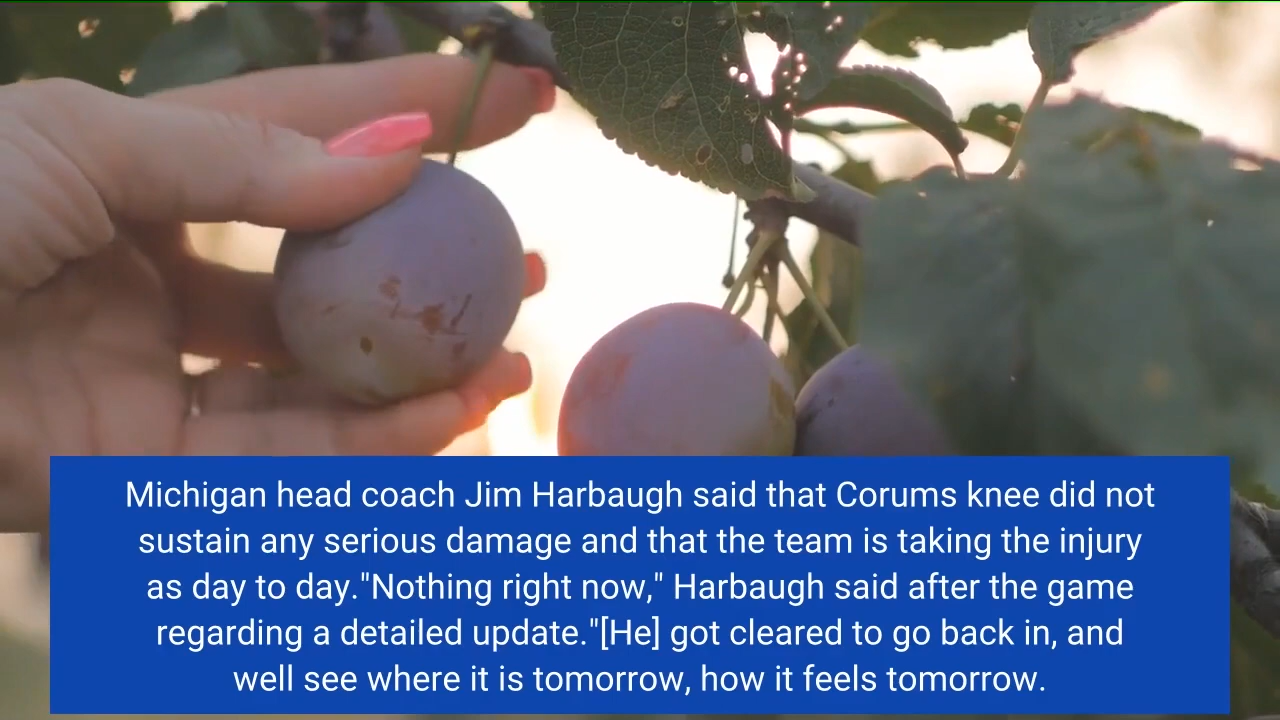 Michigan head coach Jim Harbaugh said that Corums knee did not
sustain any serious damage and that the team is taking the injury
as day to day."Nothing right now," Harbaugh said after the game
regarding a detailed update."[He] got cleared to go back in, and
well see where it is tomorrow, how it feels tomorrow.